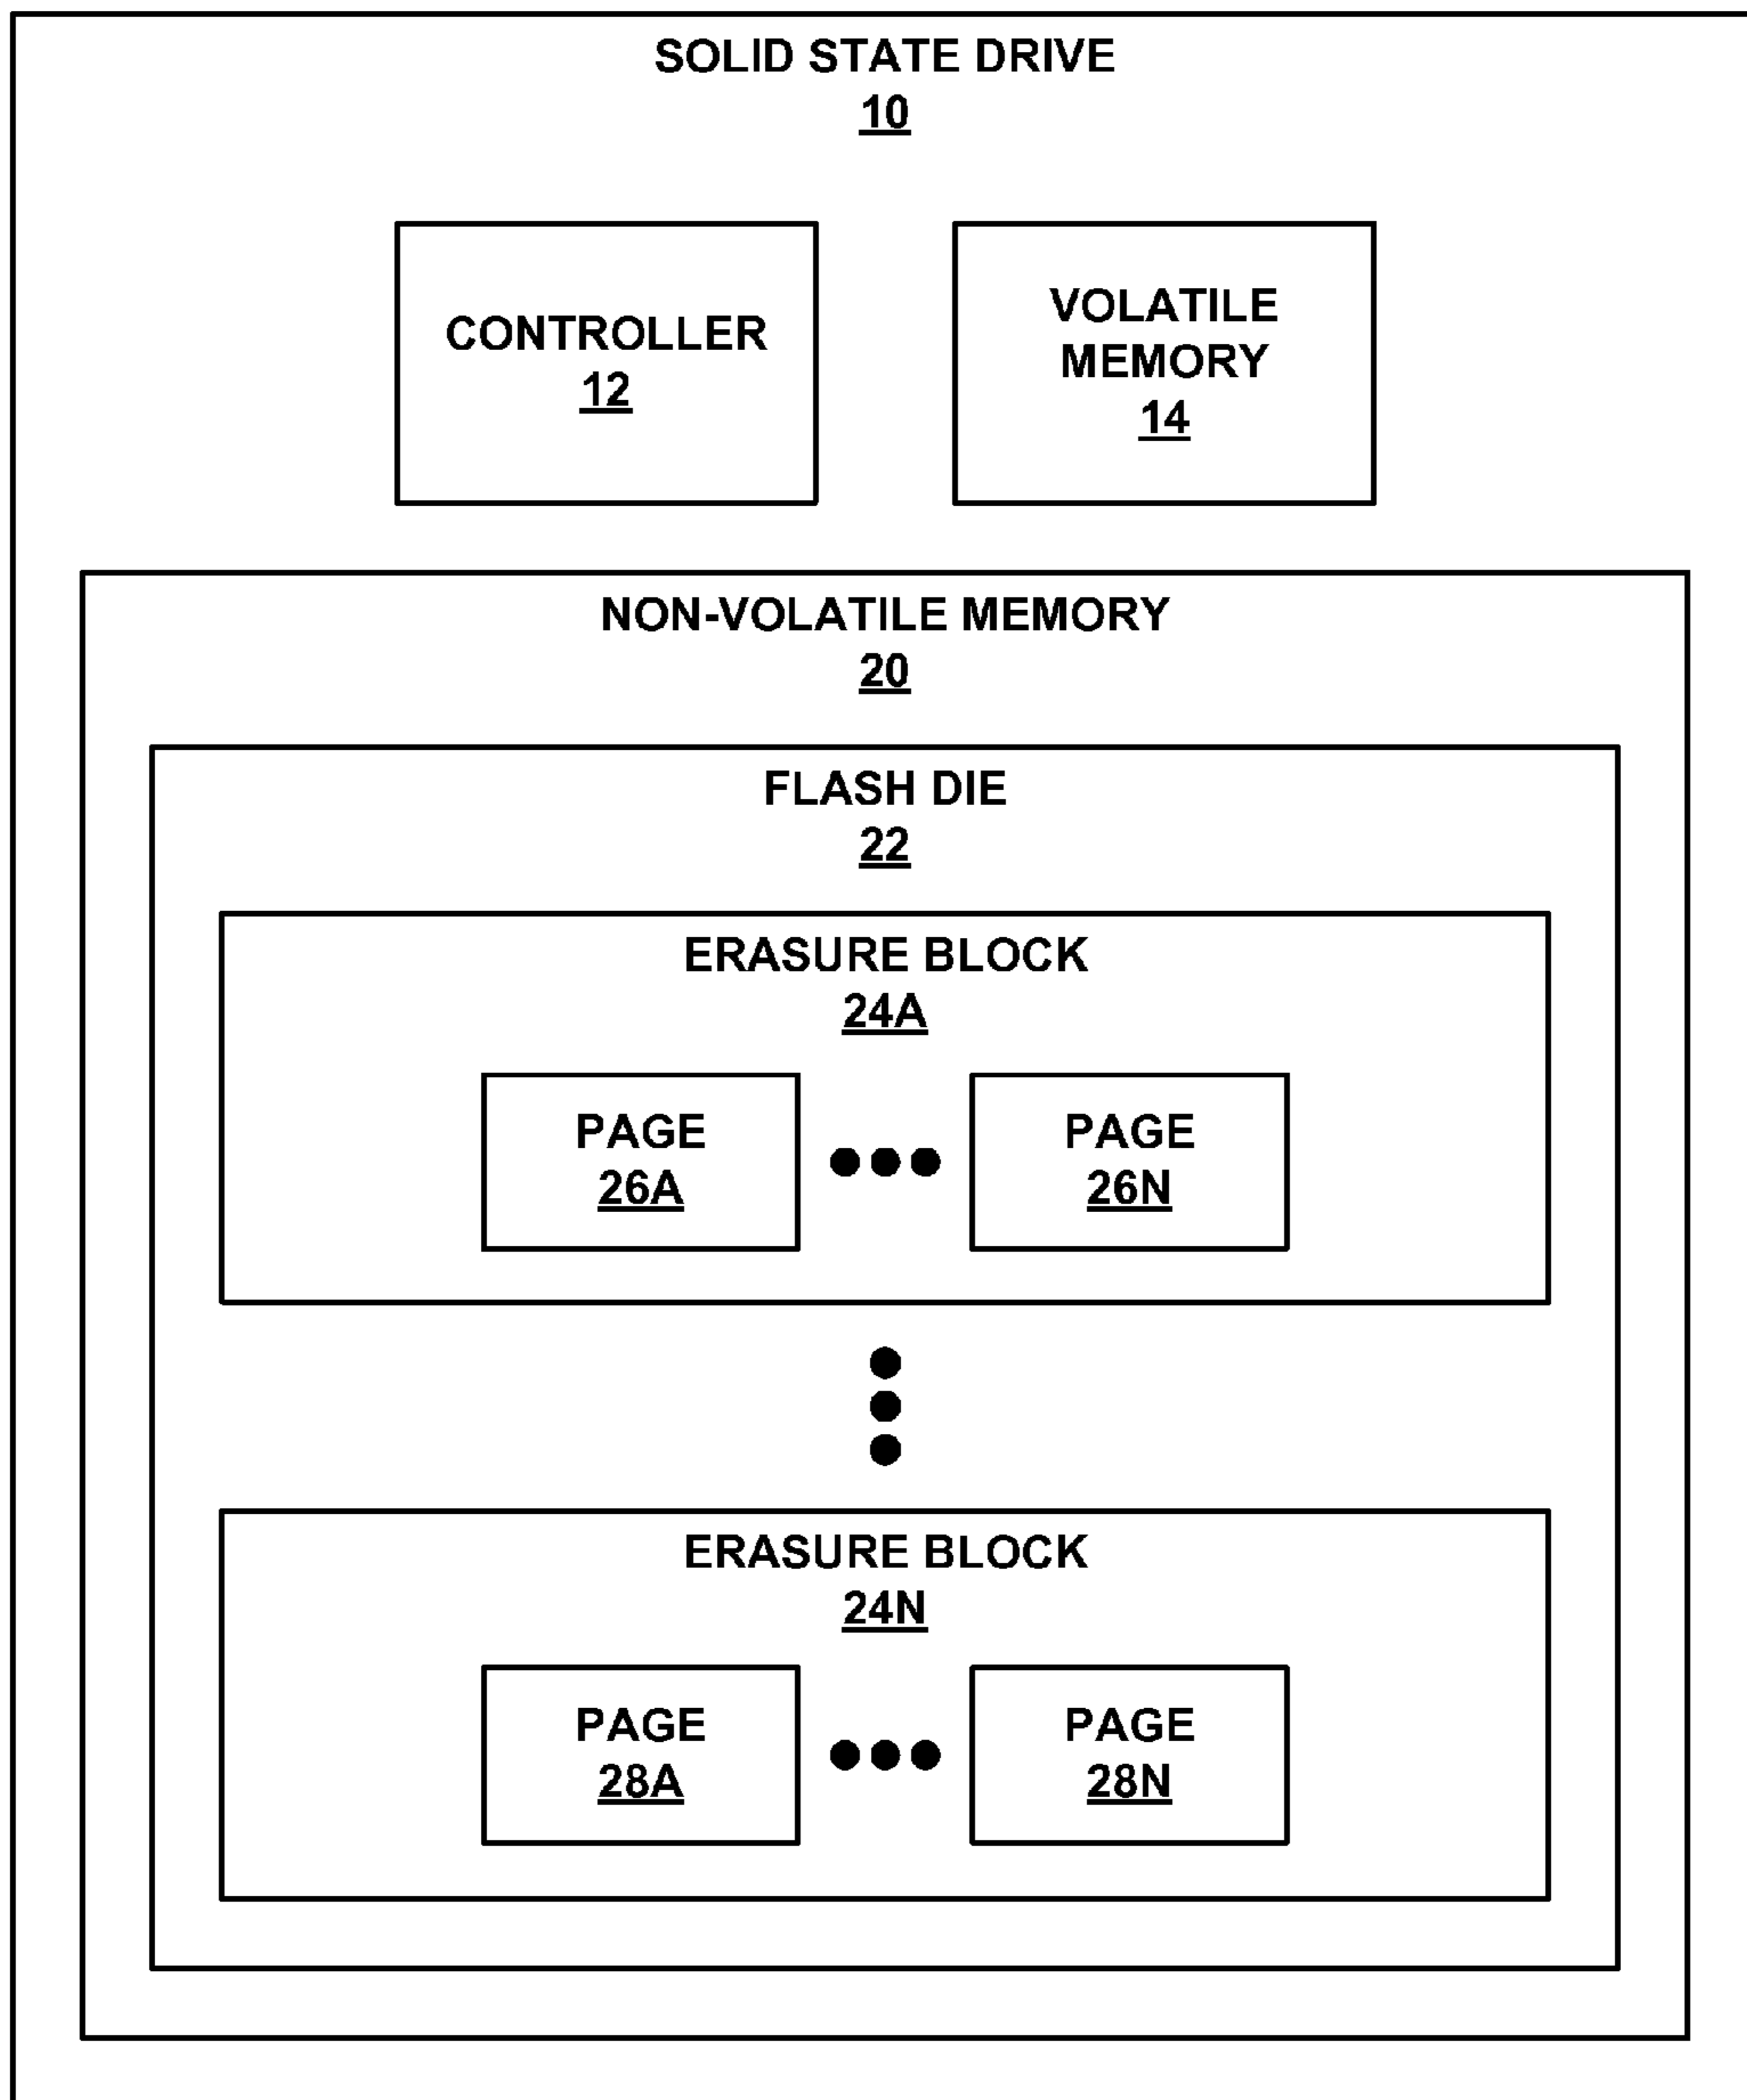 SOLID STATE DRIVE
10
CONTROLLER
12
VOLATILE
MEMORY
14
NON-VOLATILE MEMORY
20
FLASH DIE
22
ERASURE BLOCK
24A
PAGE
26A
PAGE
26N
ERASURE BLOCK
24N
PAGE
28A
PAGE
28N